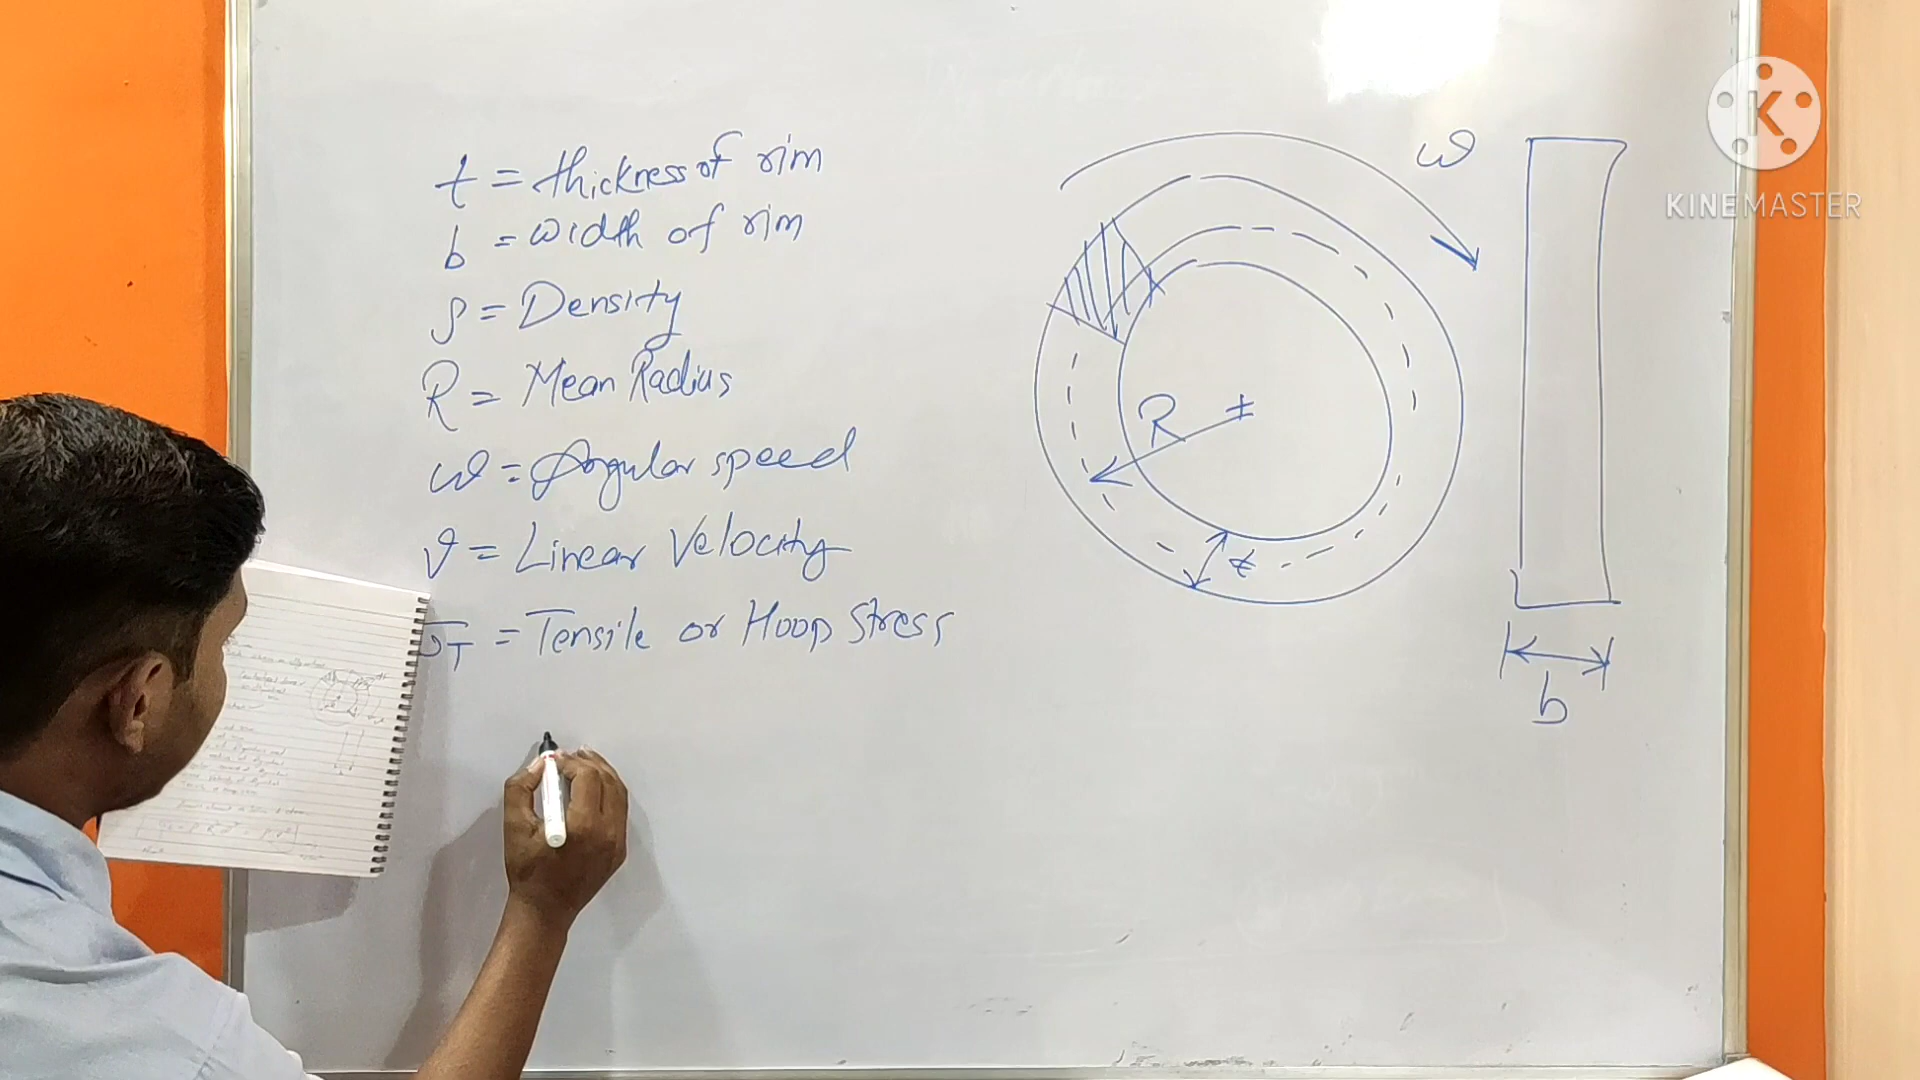 t = thickness of rim
b = width of rim
ρ = Density
R = Mean Radius
ω = Angular speed
v = Linear Velocity
σT = Tensile or Hoop Stress
ω
R
t
b
K
KINEMASTER